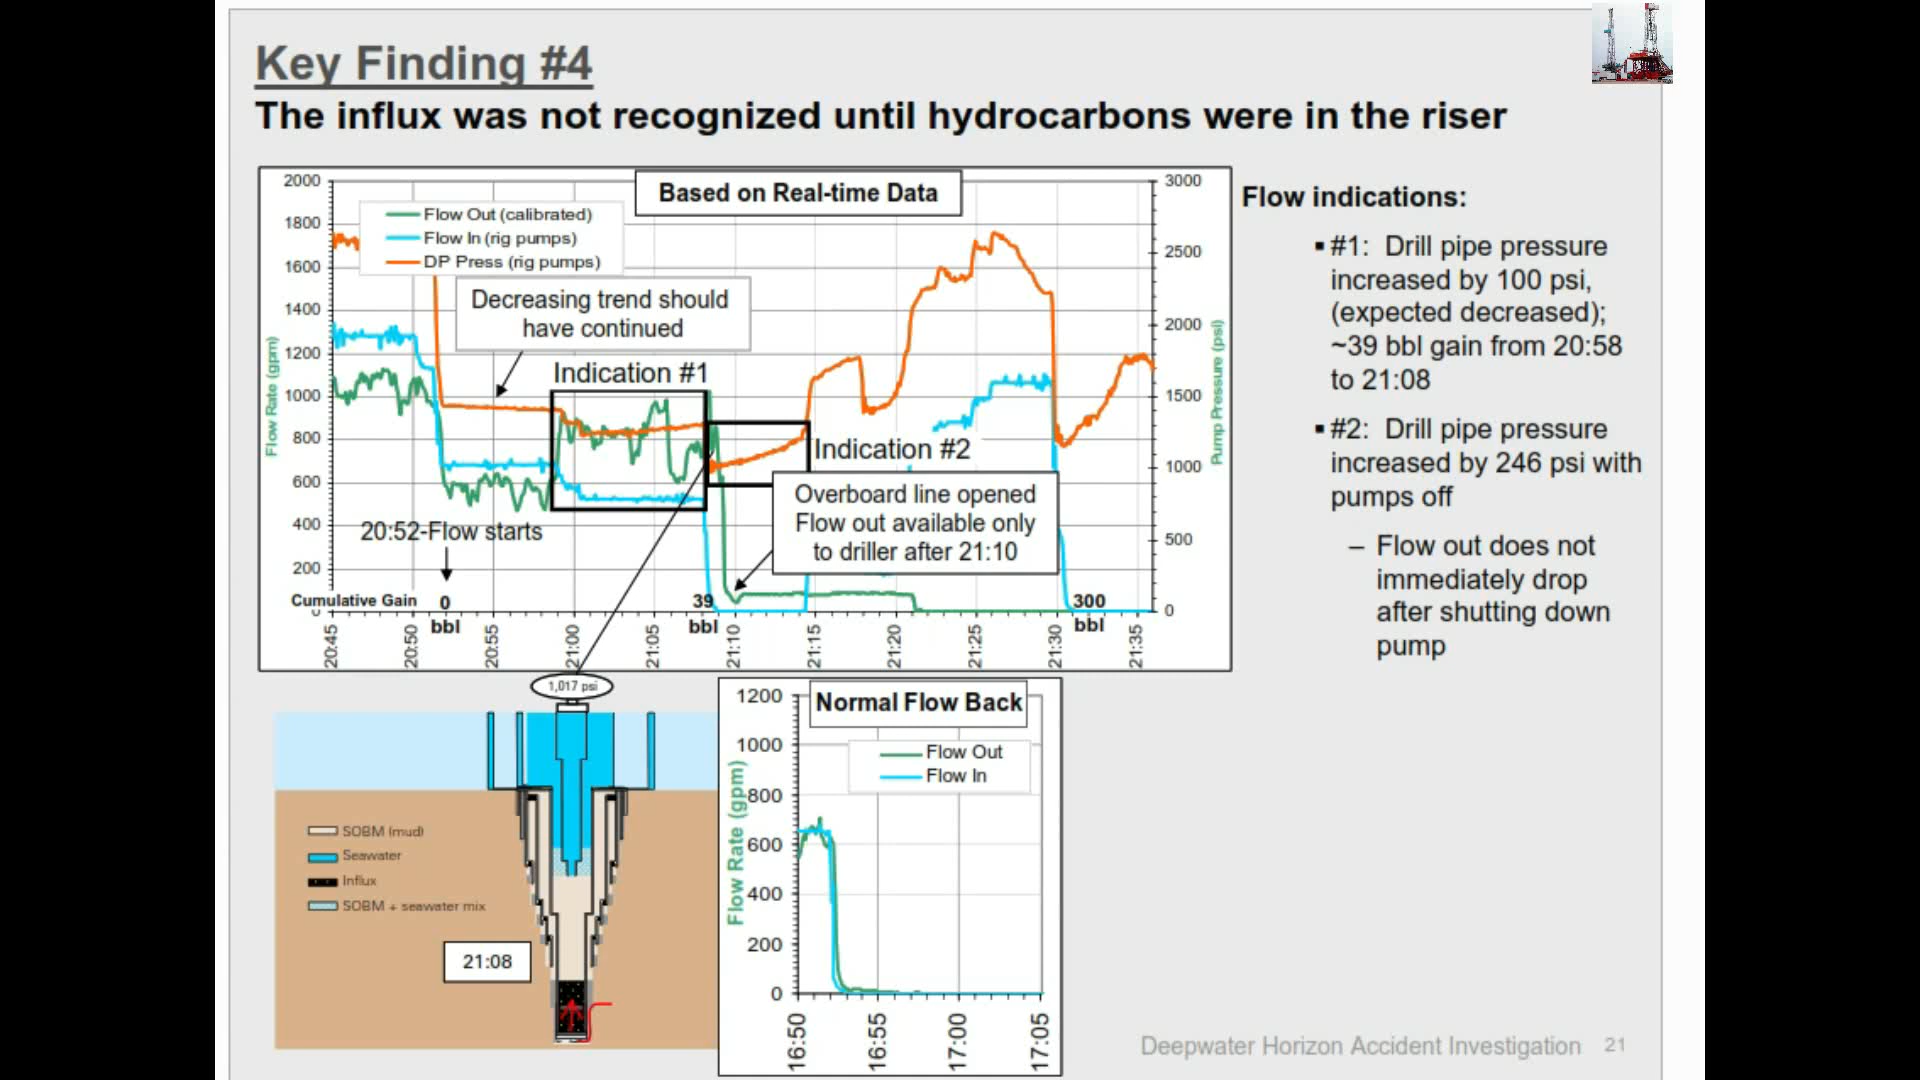 Key Finding #4
The influx was not recognized until hydrocarbons were in the riser
Based on Real-time Data
Flow Out (calibrated)
Flow In (rig pumps)
DP Press (rig pumps)
Decreasing trend should
have continued
Indication #1
Indication #2
Overboard line opened
Flow out available only
to driller after 21:10
20:52-Flow starts
Cumulative Gain
0
bbl
39
bbl
300
bbl
Flow Rate (gpm)
2000
1800
1600
1400
1200
1000
800
600
400
200
0
Pump Pressure (psi)
3000
2500
2000
1500
1000
500
0
20:45
20:50
20:55
21:00
21:05
21:10
21:15
21:20
21:25
21:30
21:35
Flow indications:
▪ #1: Drill pipe pressure
increased by 100 psi,
(expected decreased);
~39 bbl gain from 20:58
to 21:08
▪ #2: Drill pipe pressure
increased by 246 psi with
pumps off
– Flow out does not
immediately drop
after shutting down
pump
1,017 psi
SOBM (mud)
Seawater
Influx
SOBM + seawater mix
21:08
Normal Flow Back
Flow Out
Flow In
Flow Rate (gpm)
1200
1000
800
600
400
200
0
16:50
16:55
17:00
17:05
Deepwater Horizon Accident Investigation 21